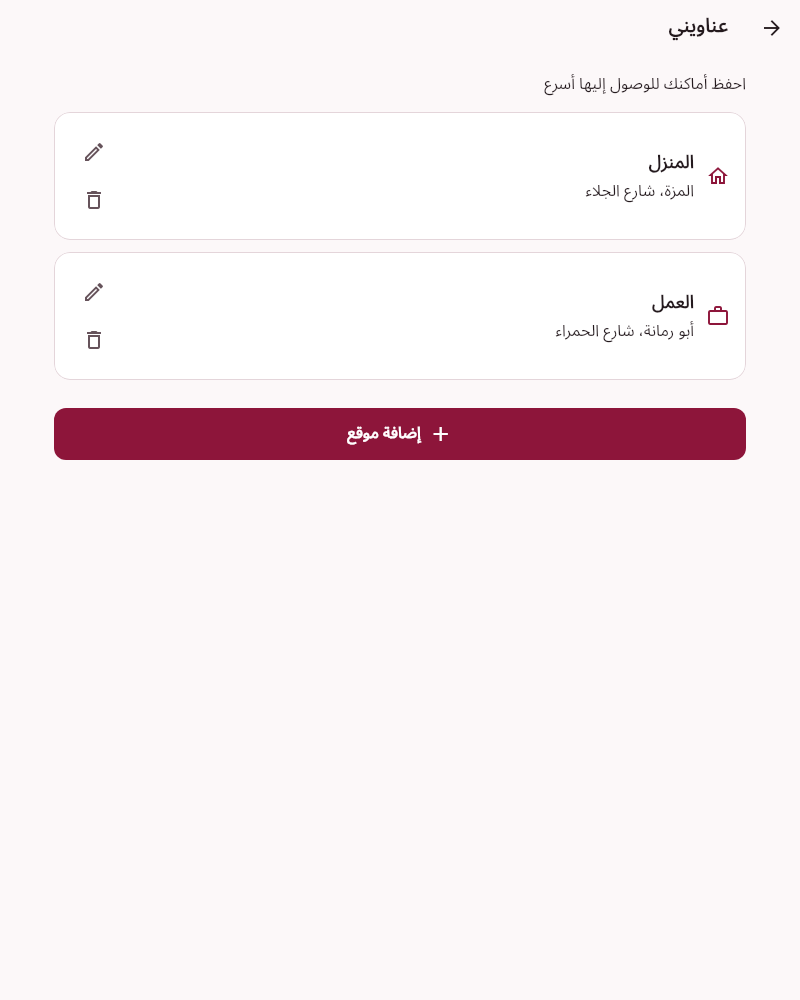 عناويني
احفظ أماكنك للوصول إليها أسرع
المنزل
المزة، شارع الجلاء
العمل
أبو رمانة، شارع الحمراء
إضافة موقع